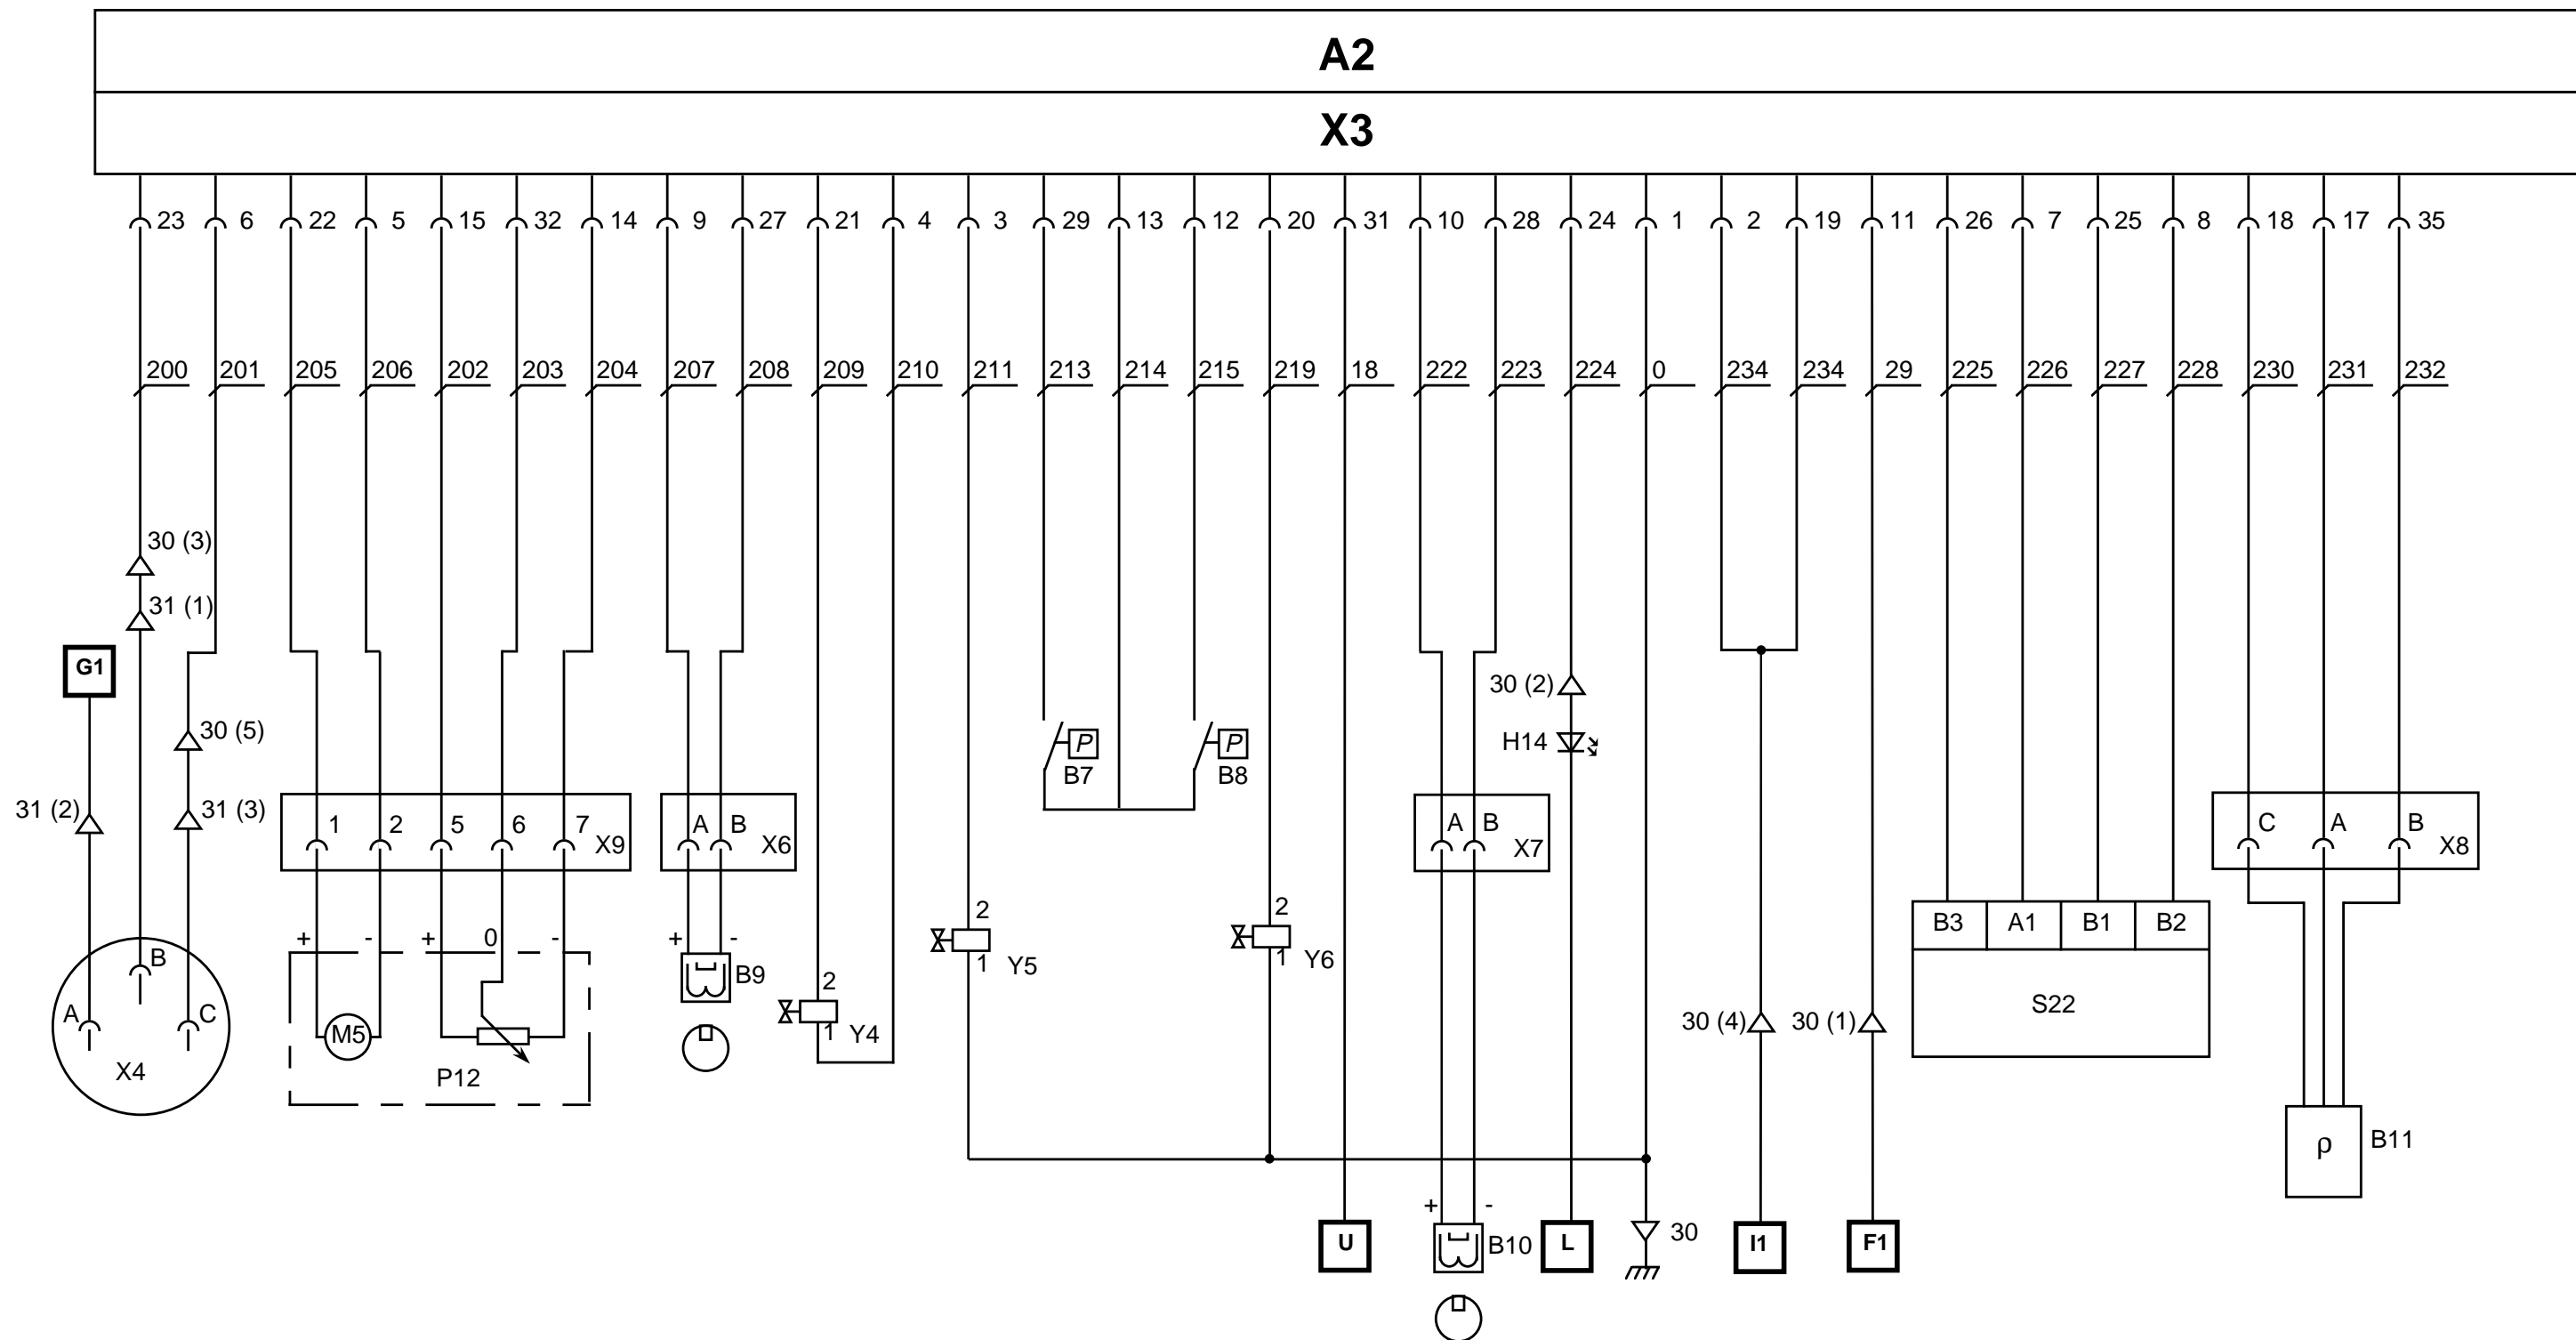 A2
X3
23 6 22 5 15 32 14 9 27 21 4 3 29 13 12 20 31 10 28 24 1 2 19 11 26 7 25 8 18 17 35
200 201 205 206 202 203 204 207 208 209 210 211 213 214 215 219 18 222 223 224 0 234 234 29 225 226 227 228 230 231 232
30 (3)
31 (1)
G1
30 (2)
30 (5)
H14
P P
B7 B8
31 (2) 31 (3)
1 2 5 6 7 X9
A B X6
A B X7
C A B X8
2 2
B3 A1 B1 B2
+ - + 0 - + -
B
1 Y5
1 Y6
B9
2
A C
S22
30 (4) 30 (1)
M5
1 Y4
X4
P12
ρ B11
+ -
30
U B10 L I1 F1